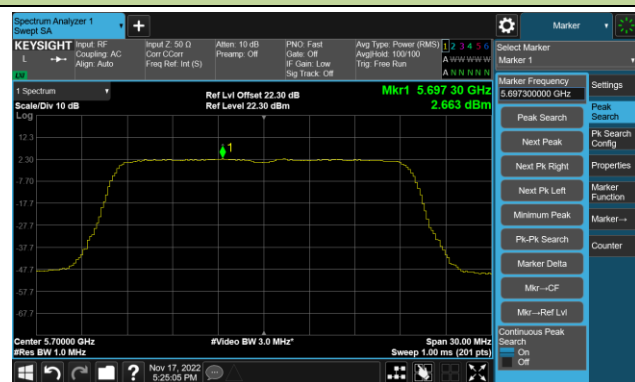 Spectrum Analyzer 1
Swept SA
Marker
KEYSIGHT
L
Input: RF
Coupling: AC
Align: Auto
Input Z: 50 Ω
Corr CCorr
Freq Ref: Int (S)
Atten: 10 dB
Preamp: Off
PNO: Fast
Gate: Off
IF Gain: Low
Sig Track: Off
Avg Type: Power (RMS)
Avg|Hold: 100/100
Trig: Free Run
1 2 3 4 5 6
A W W W W W
A N N N N N
LW
Select Marker
Marker 1
1 Spectrum
Scale/Div 10 dB
Log
Ref Lvl Offset 22.30 dB
Ref Level 22.30 dBm
Mkr1 5.697 30 GHz
2.663 dBm
Marker Frequency
5.697300000 GHz
Peak Search
Next Peak
Next Pk Right
Next Pk Left
Minimum Peak
Pk-Pk Search
Marker Delta
Mkr→CF
Mkr→Ref Lvl
Continuous Peak
Search
On
Off
Settings
Peak
Search
Pk Search
Config
Properties
Marker
Function
Marker→
Counter
1
12.3
2.30
-7.70
-17.7
-27.7
-37.7
-47.7
-57.7
-67.7
Center 5.70000 GHz
#Res BW 1.0 MHz
#Video BW 3.0 MHz*
Span 30.00 MHz
Sweep 1.00 ms (201 pts)
Nov 17, 2022
5:25:05 PM